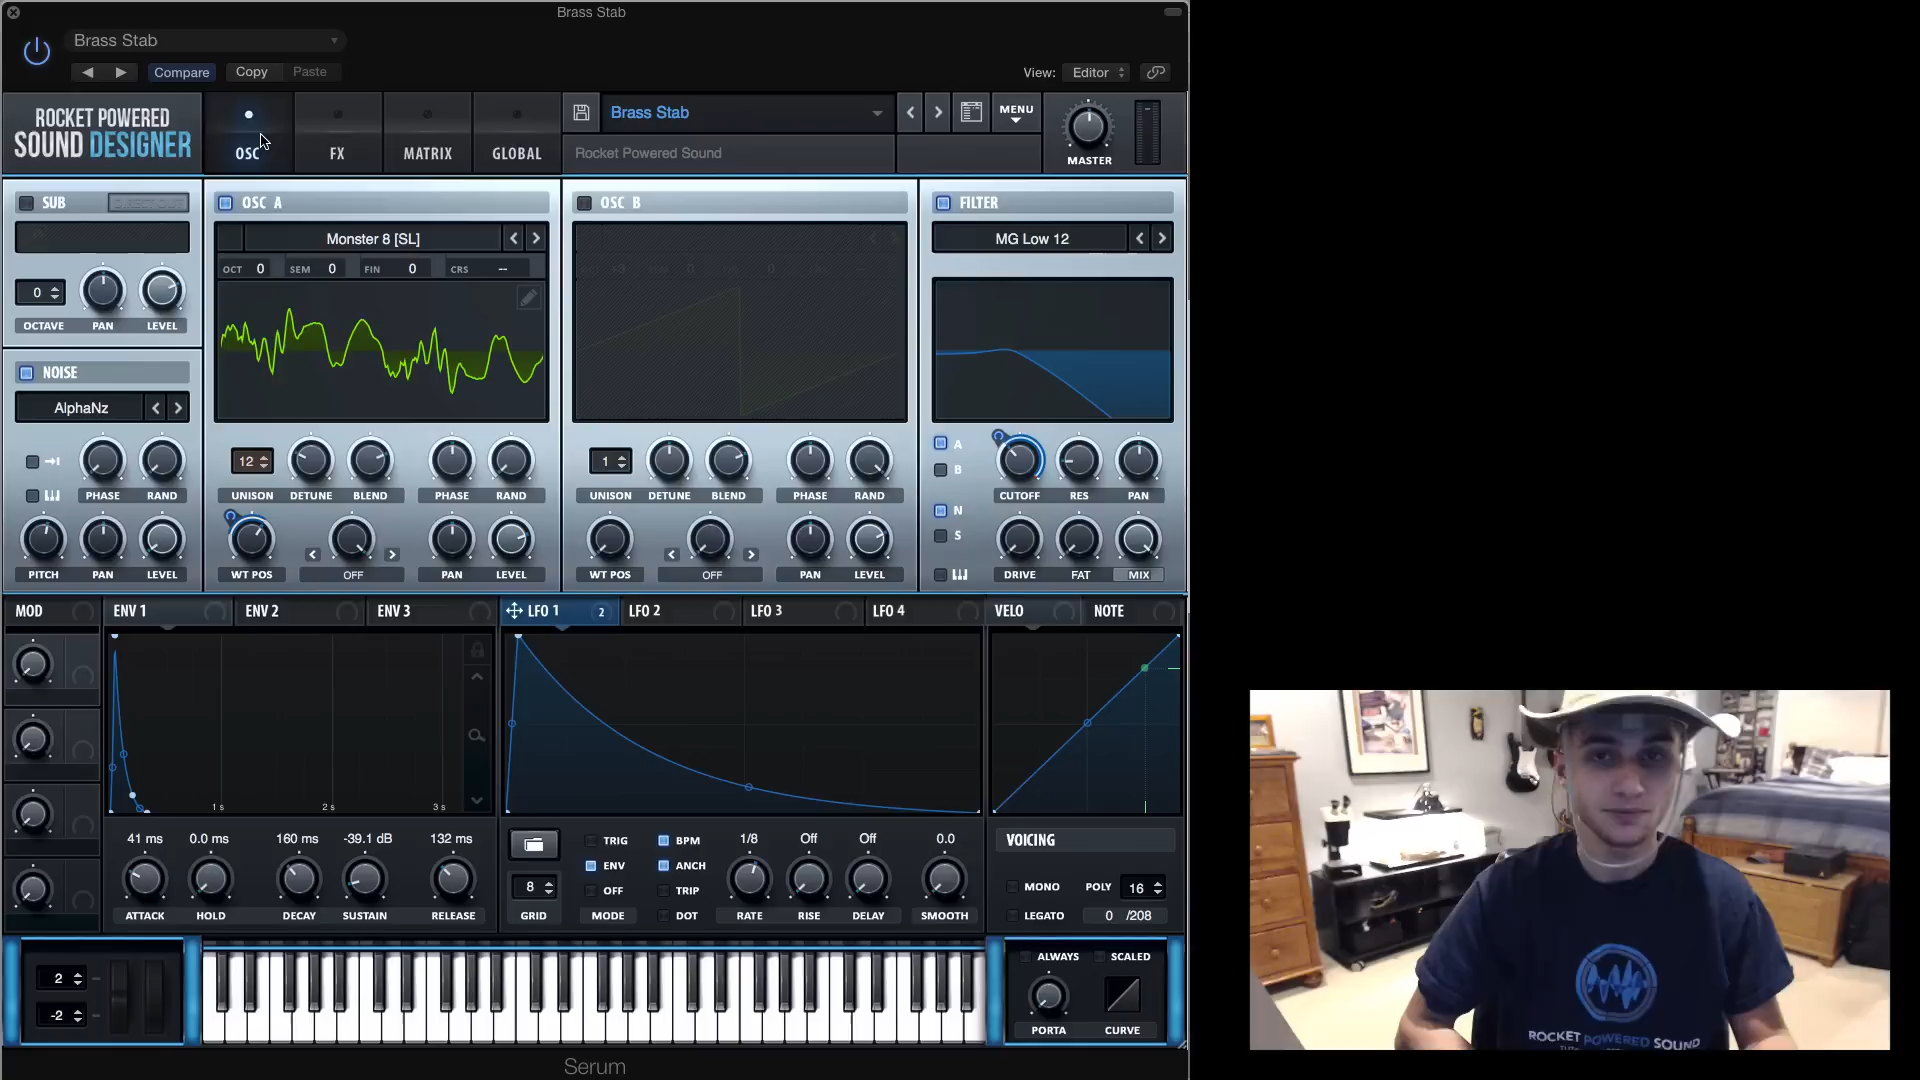 Brass Stab
Brass Stab
Compare
Copy
Paste
View:
Editor
ROCKET POWERED
SOUND DESIGNER
OSC
FX
MATRIX
GLOBAL
Brass Stab
Rocket Powered Sound
MENU
MASTER
SUB
OSC A
OSC B
FILTER
Monster 8 [SL]
MG Low 12
OCT 0 SEM 0 FIN 0 CRS --
0
OCTAVE PAN LEVEL
NOISE
AlphaNz
PHASE RAND
PITCH PAN LEVEL
12
UNISON DETUNE BLEND PHASE RAND
WT POS OFF PAN LEVEL
1
UNISON DETUNE BLEND PHASE RAND
WT POS OFF PAN LEVEL
A
B
N
S
CUTOFF RES PAN
DRIVE FAT MIX
MOD ENV 1 ENV 2 ENV 3 LFO 1 2 LFO 2 LFO 3 LFO 4 VELO NOTE
1 s 2 s 3 s
41 ms 0.0 ms 160 ms -39.1 dB 132 ms
ATTACK HOLD DECAY SUSTAIN RELEASE
8
GRID
TRIG
ENV
OFF
MODE
BPM
ANCH
TRIP
DOT
1/8 Off Off 0.0
RATE RISE DELAY SMOOTH
VOICING
MONO POLY 16
LEGATO 0 /208
2
-2
ALWAYS SCALED
PORTA CURVE
Serum
ROCKET POWERED SOUND